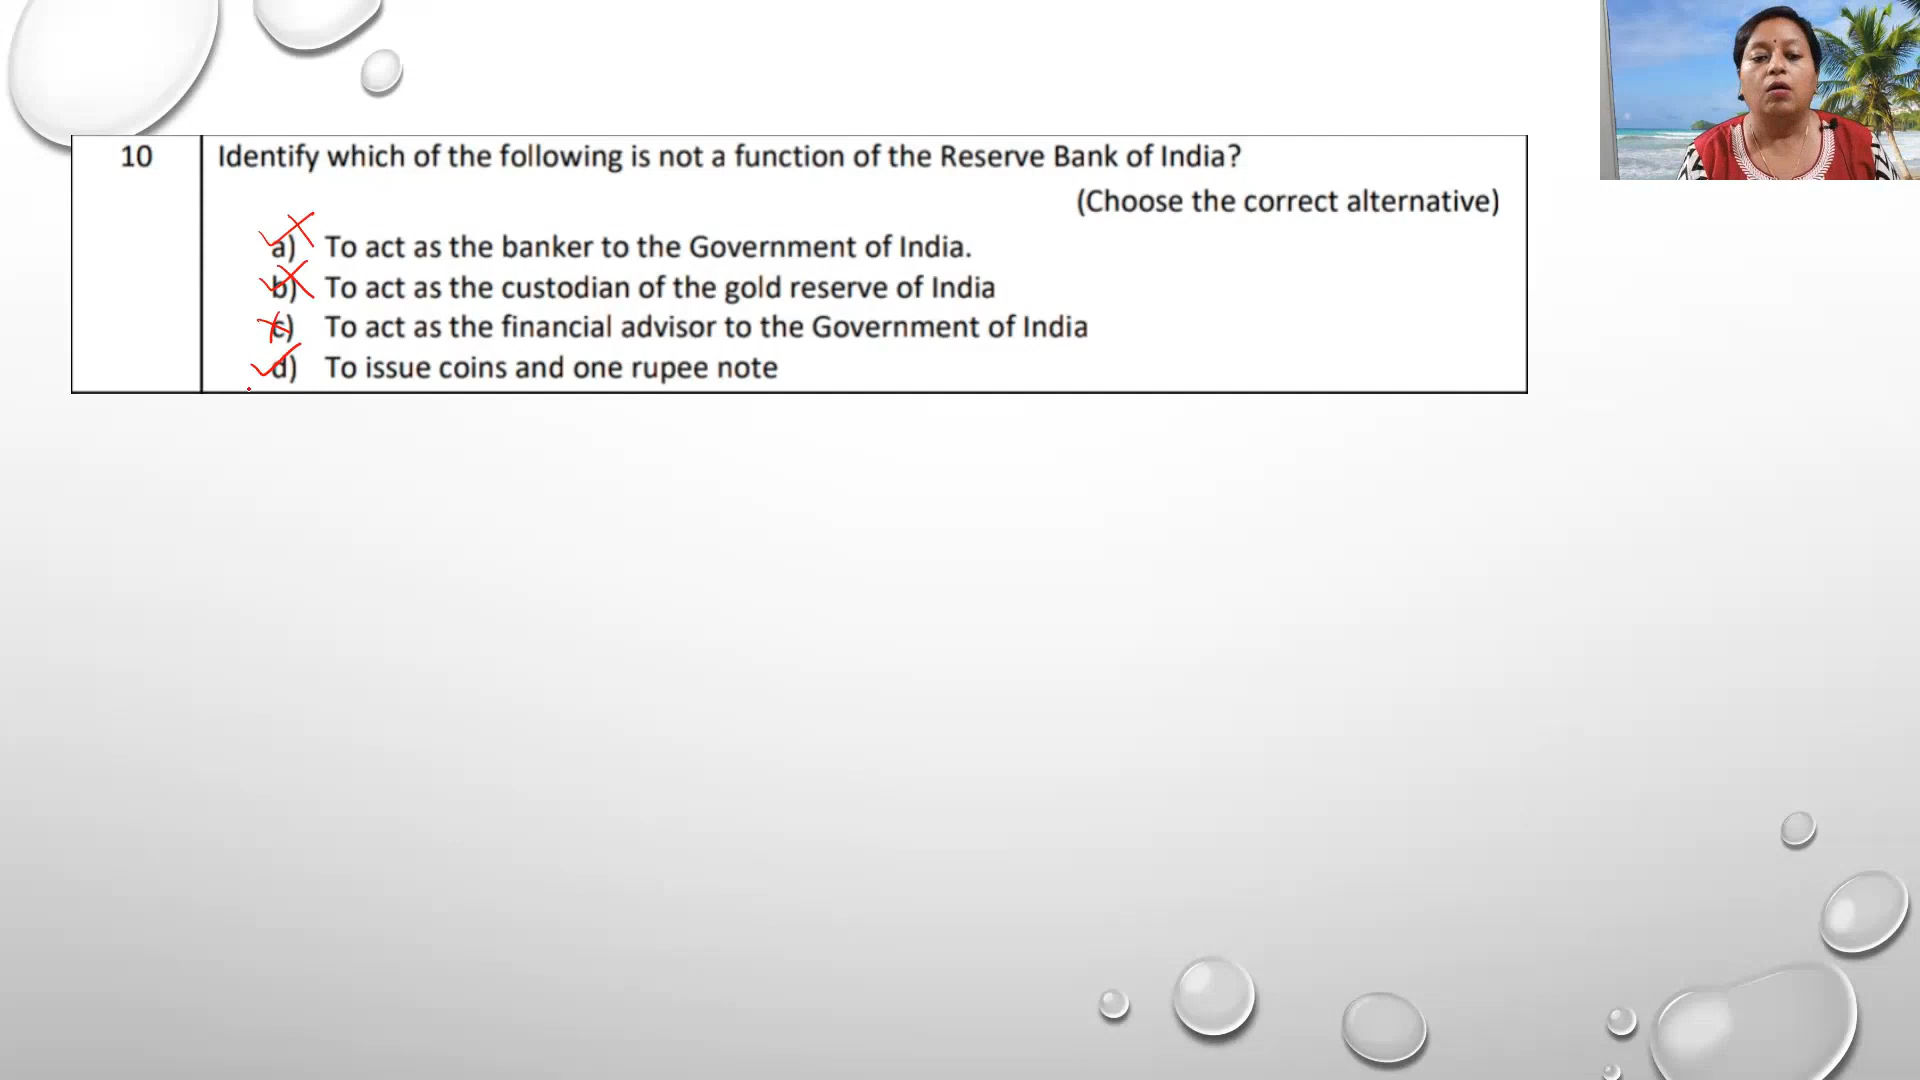 10
Identify which of the following is not a function of the Reserve Bank of India?
(Choose the correct alternative)
a) To act as the banker to the Government of India.
b) To act as the custodian of the gold reserve of India
c) To act as the financial advisor to the Government of India
d) To issue coins and one rupee note